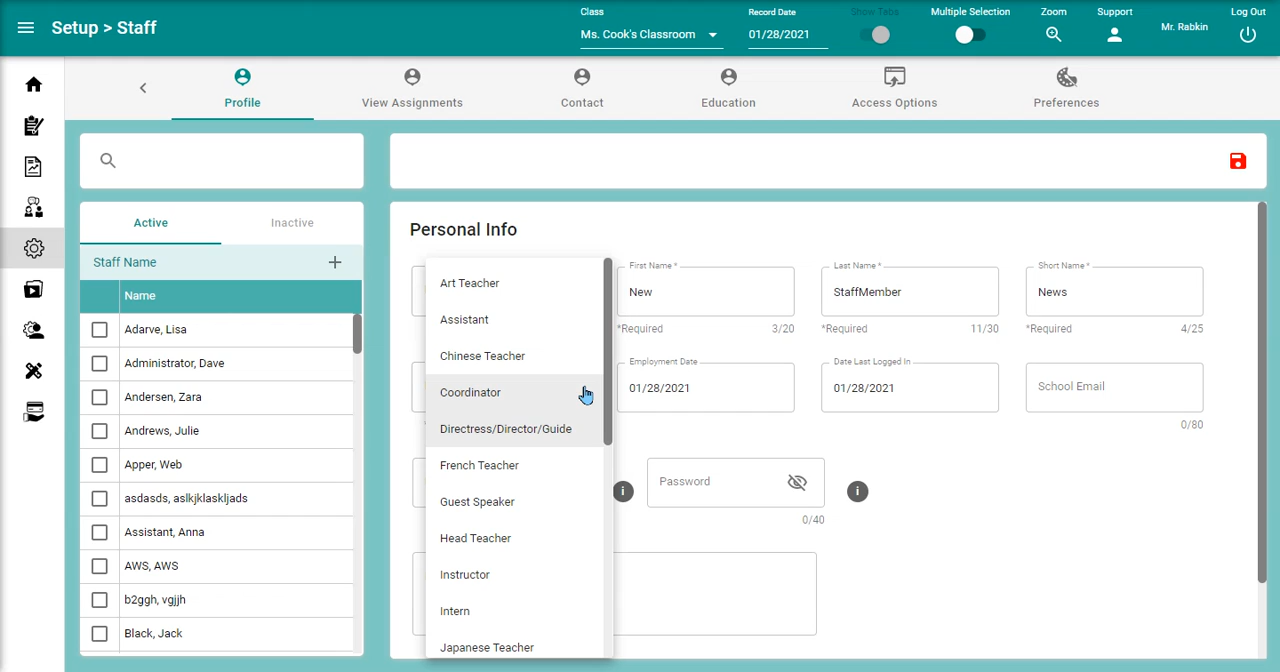 Setup > Staff
Class
Ms. Cook's Classroom
Record Date
01/28/2021
Show Tabs
Multiple Selection
Zoom
Support
Mr. Rabkin
Log Out
Profile
View Assignments
Contact
Education
Access Options
Preferences
Active
Inactive
Staff Name
Name
Adarve, Lisa
Administrator, Dave
Andersen, Zara
Andrews, Julie
Apper, Web
asdasds, aslkjklaskljads
Assistant, Anna
AWS, AWS
b2ggh, vgjjh
Black, Jack
Personal Info
Art Teacher
Assistant
Chinese Teacher
Coordinator
Directress/Director/Guide
French Teacher
Guest Speaker
Head Teacher
Instructor
Intern
Japanese Teacher
First Name *
New
*Required
3/20
Last Name *
StaffMember
*Required
11/30
Short Name *
News
*Required
4/25
Employment Date
01/28/2021
Date Last Logged In
01/28/2021
School Email
0/80
Password
0/40